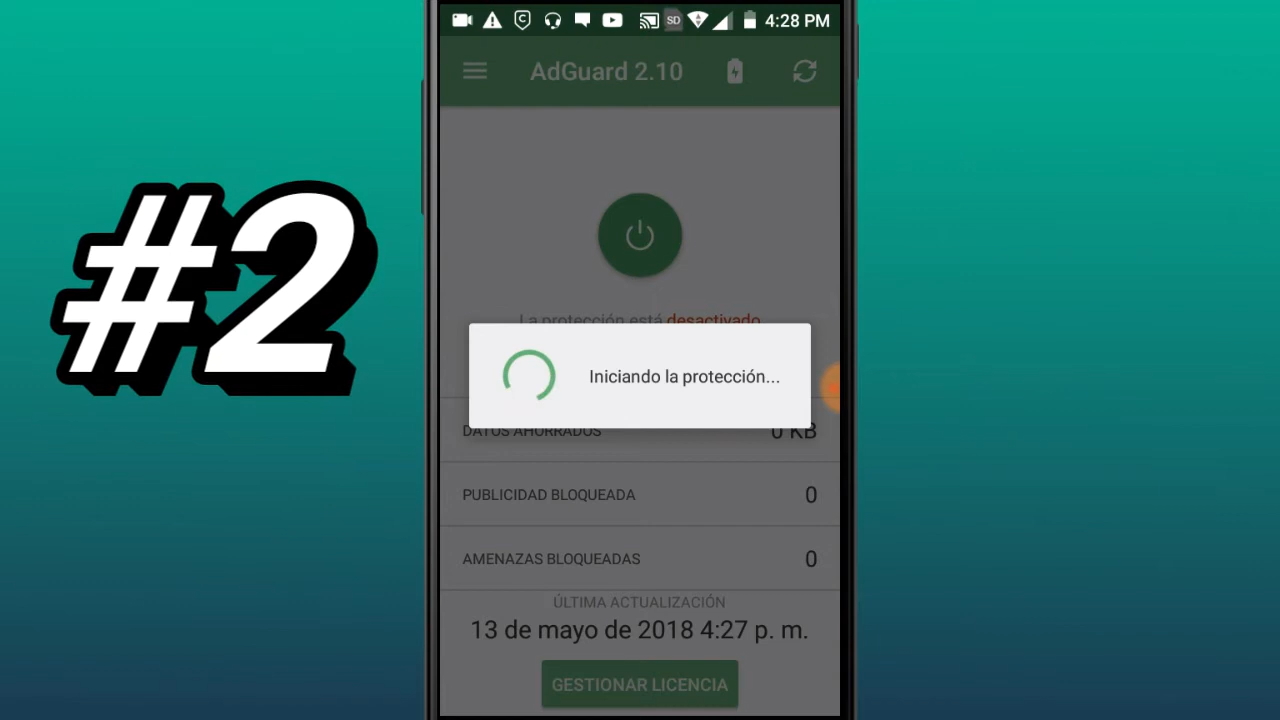 SD 4:28 PM
AdGuard 2.10
#2
La protección está desactivado
Iniciando la protección...
DATOS AHORRADOS 0 KB
PUBLICIDAD BLOQUEADA 0
AMENAZAS BLOQUEADAS 0
ÚLTIMA ACTUALIZACIÓN
13 de mayo de 2018 4:27 p. m.
GESTIONAR LICENCIA